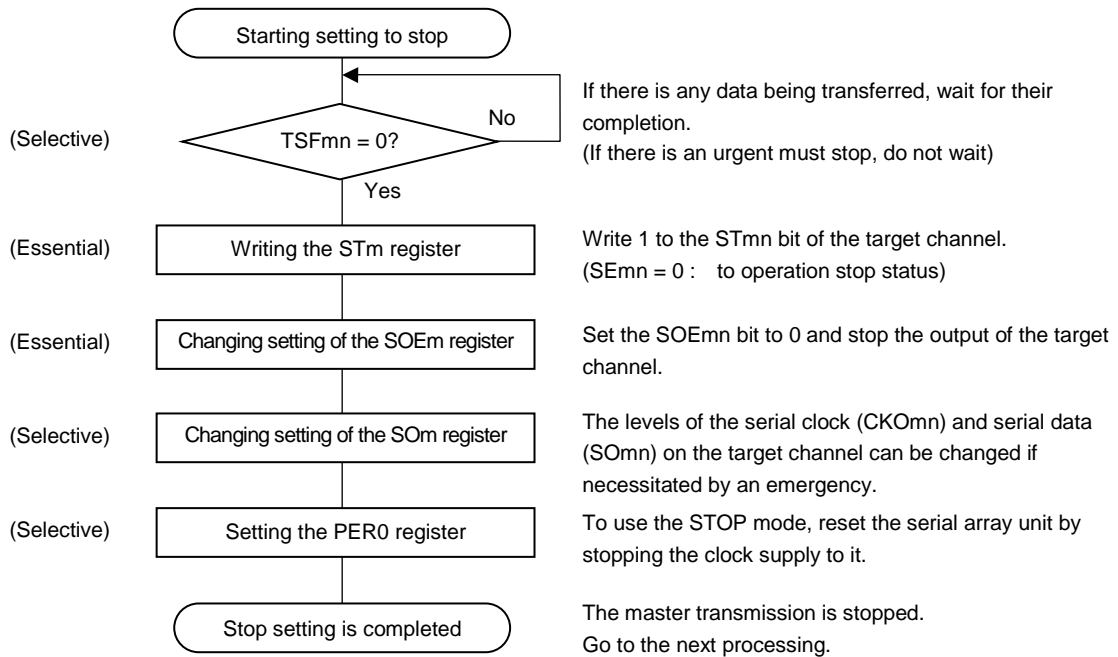 Starting setting to stop
(Selective)
TSFmn = 0?
No
Yes
If there is any data being transferred, wait for their
completion.
(If there is an urgent must stop, do not wait)
(Essential)
Writing the STm register
Write 1 to the STmn bit of the target channel.
(SEmn = 0 : to operation stop status)
(Essential)
Changing setting of the SOEm register
Set the SOEmn bit to 0 and stop the output of the target
channel.
(Selective)
Changing setting of the SOm register
The levels of the serial clock (CKOmn) and serial data
(SOmn) on the target channel can be changed if
necessitated by an emergency.
(Selective)
Setting the PER0 register
To use the STOP mode, reset the serial array unit by
stopping the clock supply to it.
Stop setting is completed
The master transmission is stopped.
Go to the next processing.